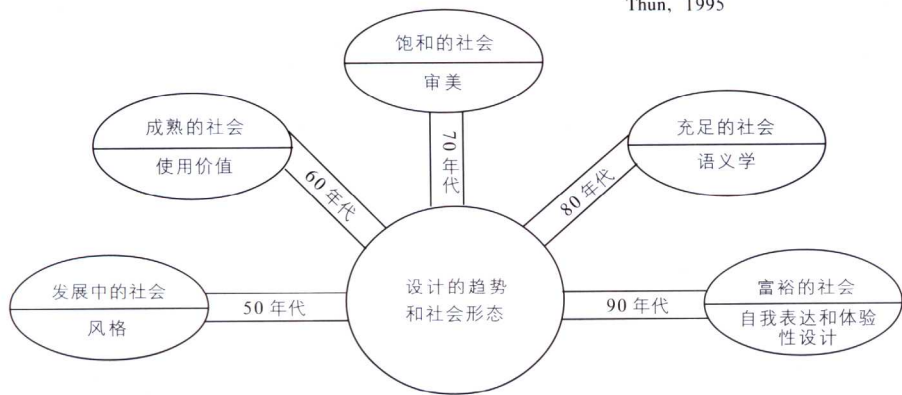 Thun, 1995
饱和的社会
审美
成熟的社会
使用价值
充足的社会
语义学
70年代
60年代
80年代
发展中的社会
风格
50年代
设计的趋势
和社会形态
90年代
富裕的社会
自我表达和体验
性设计